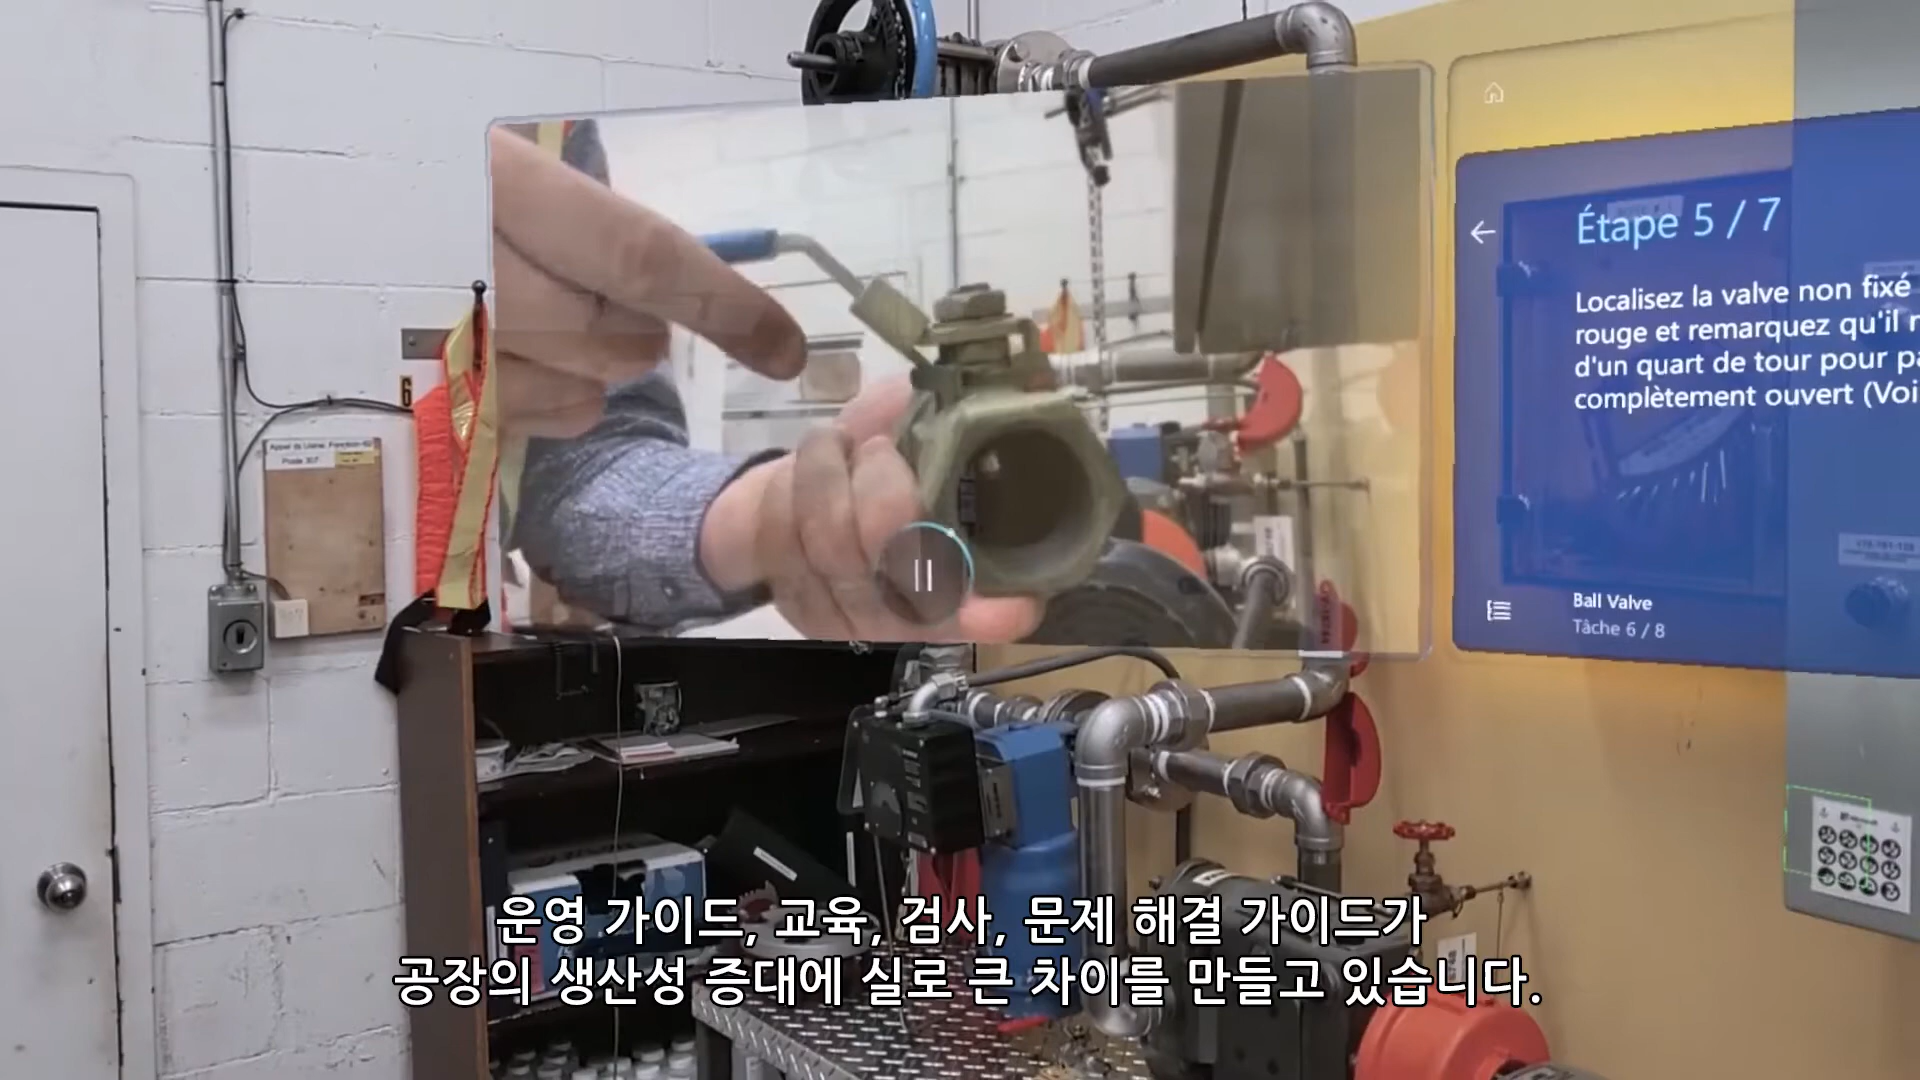 Étape 5 / 7
Localisez la valve non fixé
rouge et remarquez qu'il
d'un quart de tour pour
complètement ouvert
Ball Valve
Tâche 6 / 8
6
Poste 307
운영 가이드, 교육, 검사, 문제 해결 가이드가
공장의 생산성 증대에 실로 큰 차이를 만들고 있습니다.